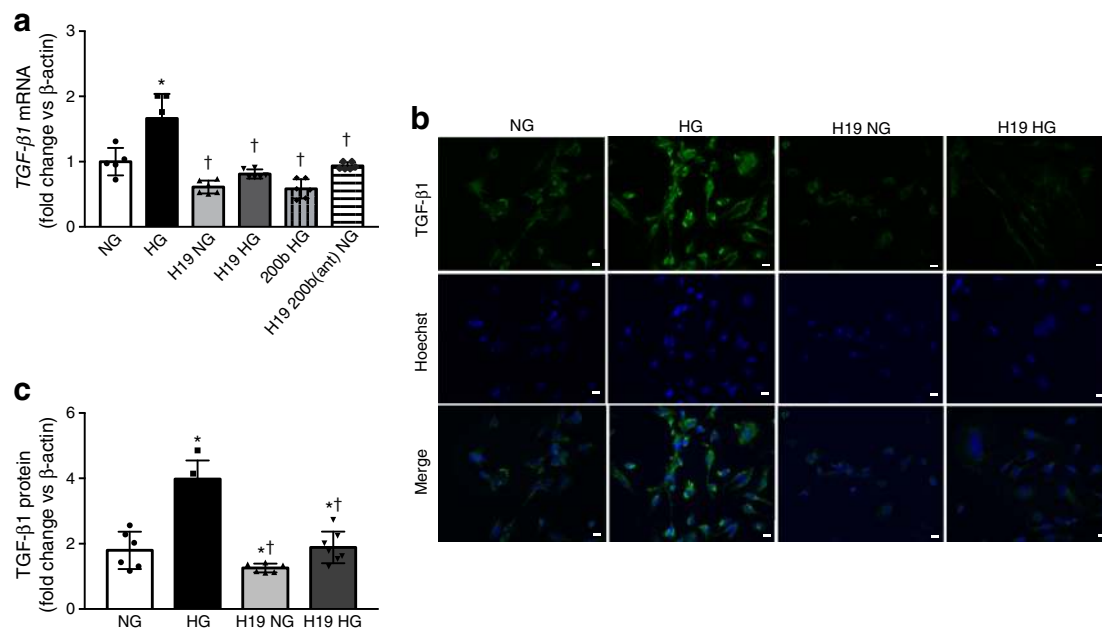 a
TGF-β1 mRNA
(fold change vs β-actin)
3
2
1
0
*
†
†
†
†
NG
HG
H19 NG
H19 HG
200b HG
H19 200b(ant) NG
b
NG
HG
H19 NG
H19 HG
TGF-β1
Hoechst
Merge
c
TGF-β1 protein
(fold change vs β-actin)
6
4
2
0
*
*†
*†
NG
HG
H19 NG
H19 HG